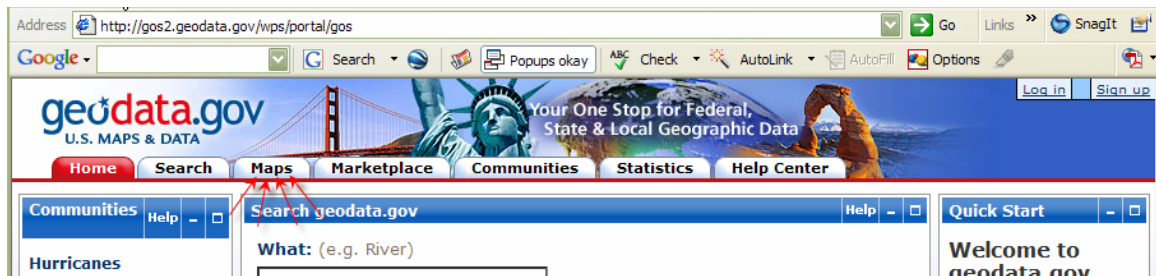 Address http://gos2.geodata.gov/wps/portal/gos Go Links » SnagIt
Google Search Popups okay ABC Check AutoLink AutoFill Options
geodata.gov
U.S. MAPS & DATA
Your One Stop for Federal,
State & Local Geographic Data
Log in Sign up
Home Search Maps Marketplace Communities Statistics Help Center
Communities Help Search geodata.gov Help Quick Start
What: (e.g. River)
Hurricanes
Welcome to
geodata.gov